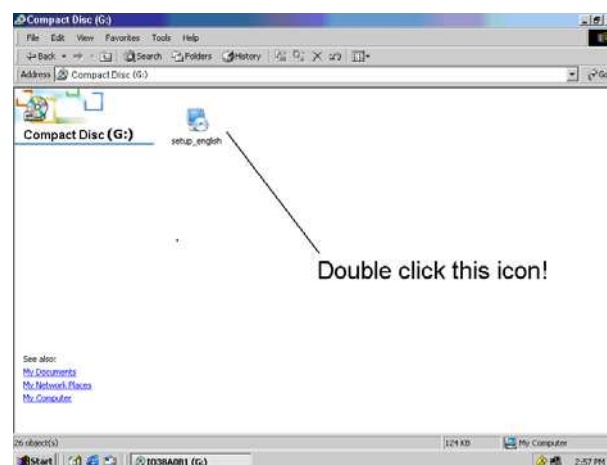 Compact Disc (G:)
File Edit View Favorites Tools Help
Back Search Folders History
Address Compact Disc (G:) Go
Compact Disc (G:)
setup_english
Double click this icon!
See also:
My Documents
My Network Places
My Computer
26 object(s) 124 KB My Computer
Start (G:) 2:57 PM